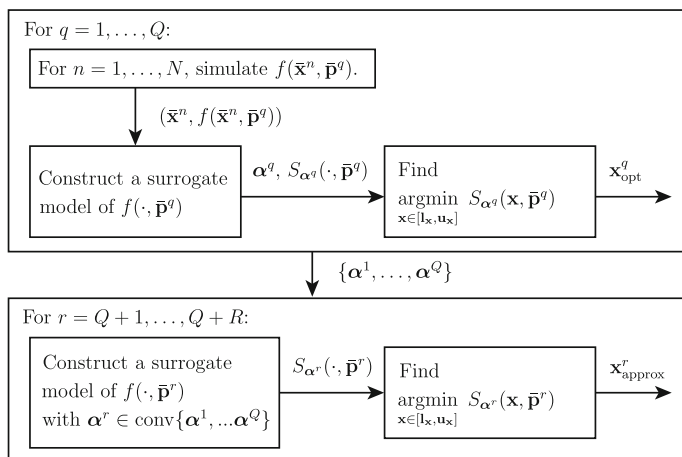 For q = 1, . . . , Q:
For n = 1, . . . , N, simulate f(x̄ⁿ, p̄^q).
(x̄ⁿ, f(x̄ⁿ, p̄^q))
Construct a surrogate
model of f(·, p̄^q)
α^q, S_{α^q}(·, p̄^q)
Find
argmin S_{α^q}(x, p̄^q)
x∈[l_x,u_x]
x^q_opt
{α¹, . . . , α^Q}
For r = Q + 1, . . . , Q + R:
Construct a surrogate
model of f(·, p̄^r)
with α^r ∈ conv{α¹, ...α^Q}
S_{α^r}(·, p̄^r)
Find
argmin S_{α^r}(x, p̄^r)
x∈[l_x,u_x]
x^r_approx